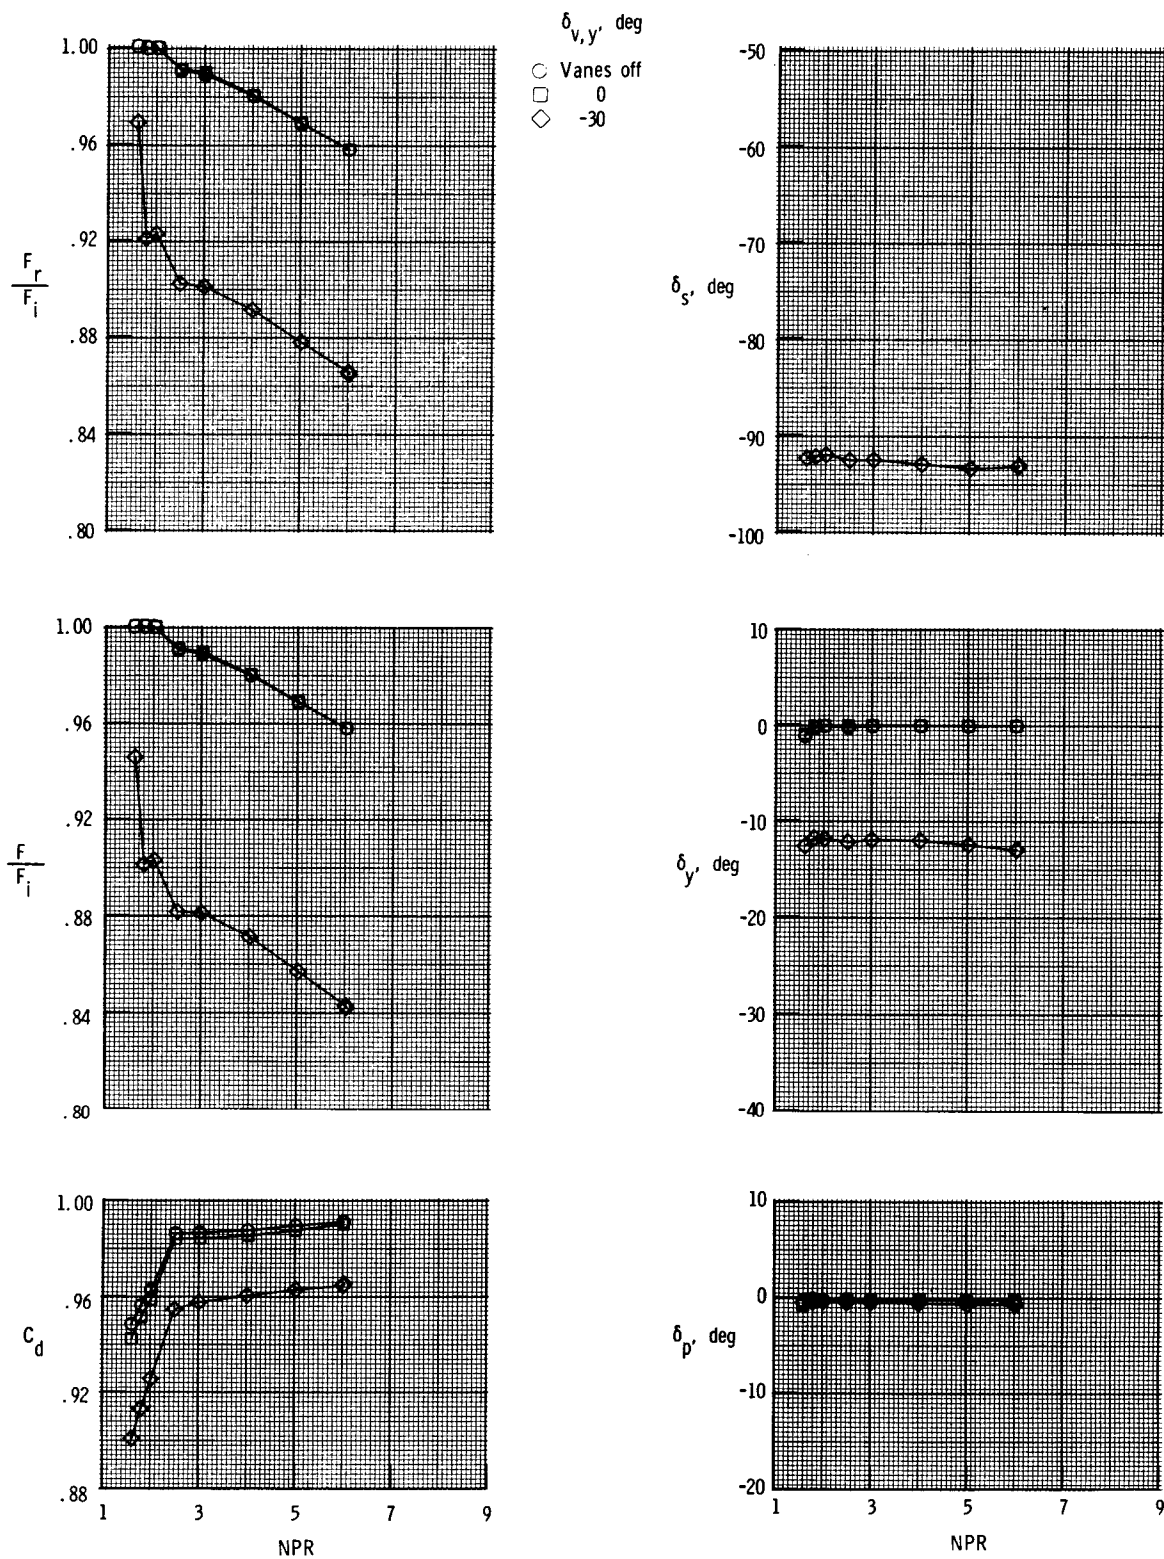 δv,y, deg
○ Vanes off
□ 0
◇ -30
1.00
.96
.92
.88
.84
.80
Fr
Fi
-50
-60
-70
-80
-90
-100
δs, deg
1.00
.96
.92
.88
.84
.80
F
Fi
10
0
-10
-20
-30
-40
δy, deg
1.00
.96
.92
.88
Cd
1 3 5 7 9
NPR
10
0
-10
-20
δp, deg
1 3 5 7 9
NPR